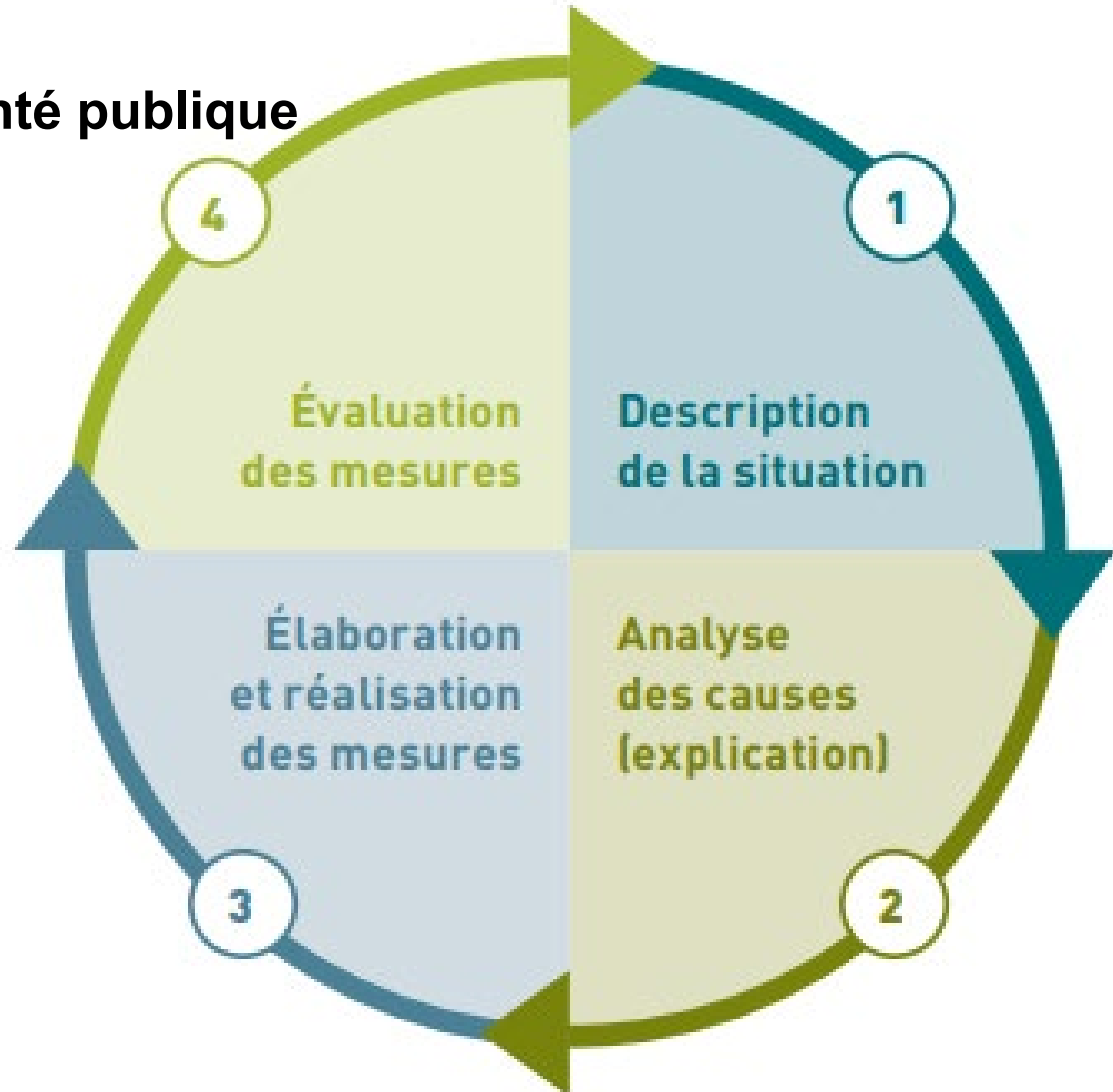 nté publique
4
1
Évaluation
des mesures
Description
de la situation
Élaboration
et réalisation
des mesures
Analyse
des causes
(explication)
3
2